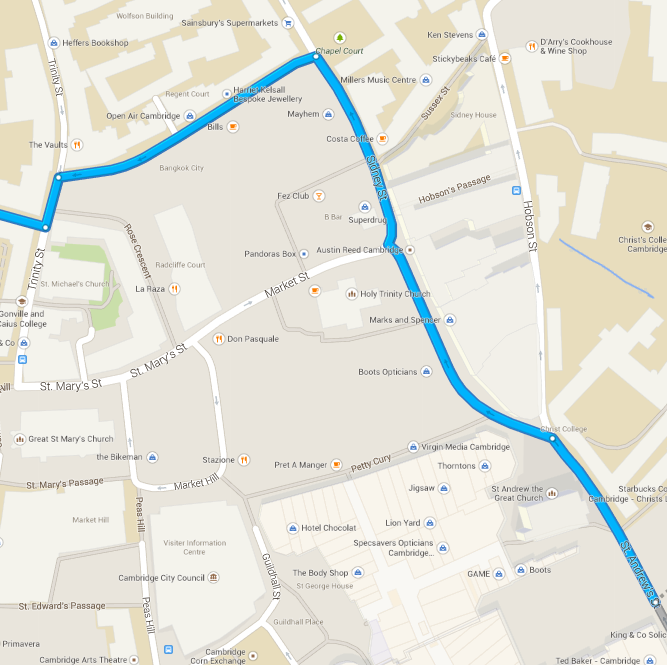 Wolfson Building
Sainsbury's Supermarkets
Ken Stevens
Heffers Bookshop
Chapel Court
D'Arry's Cookhouse
& Wine Shop
Stickybeaks Café
Trinity St
Millers Music Centre
Regent Court
Harriet Kelsall
Bespoke Jewellery
Sussex St
Open Air Cambridge
Mayhem
Sidney House
Bills
The Vaults
Costa Coffee
Bangkok City
Sidney St
Hobson's Passage
Fez Club
B Bar
Superdrug
Hobson St
Rose Crescent
Christ's Colle
Cambridge
Trinity St
Pandoras Box
Austin Reed Cambridge
Radcliffe Court
St. Michael's Church
La Raza
Market St
Holy Trinity Church
Gonville and
Caius College
Marks and Spencer
& Co
Don Pasquale
St. Mary's St
Boots Opticians
ill
St. Mary's St
Christ College
Great St Mary's Church
Virgin Media Cambridge
the Bikeman
Stazione
Pret A Manger
Petty Cury
Thorntons
St. Mary's Passage
Market Hill
Jigsaw
St Andrew the
Great Church
Starbucks Co
Cambridge - Christs L
Peas Hill
Market Hill
Hotel Chocolat
Lion Yard
Visitor Information
Centre
Specsavers Opticians
Cambridge...
St Andrew's
Guildhall St
Cambridge City Council
The Body Shop
St George House
GAME
Boots
St. Edward's Passage
Peas Hill
Guildhall Place
King & Co Solic
Primavera
Cambridge Arts Theatre
Cambridge
Corn Exchange
Ted Baker - Cambridge